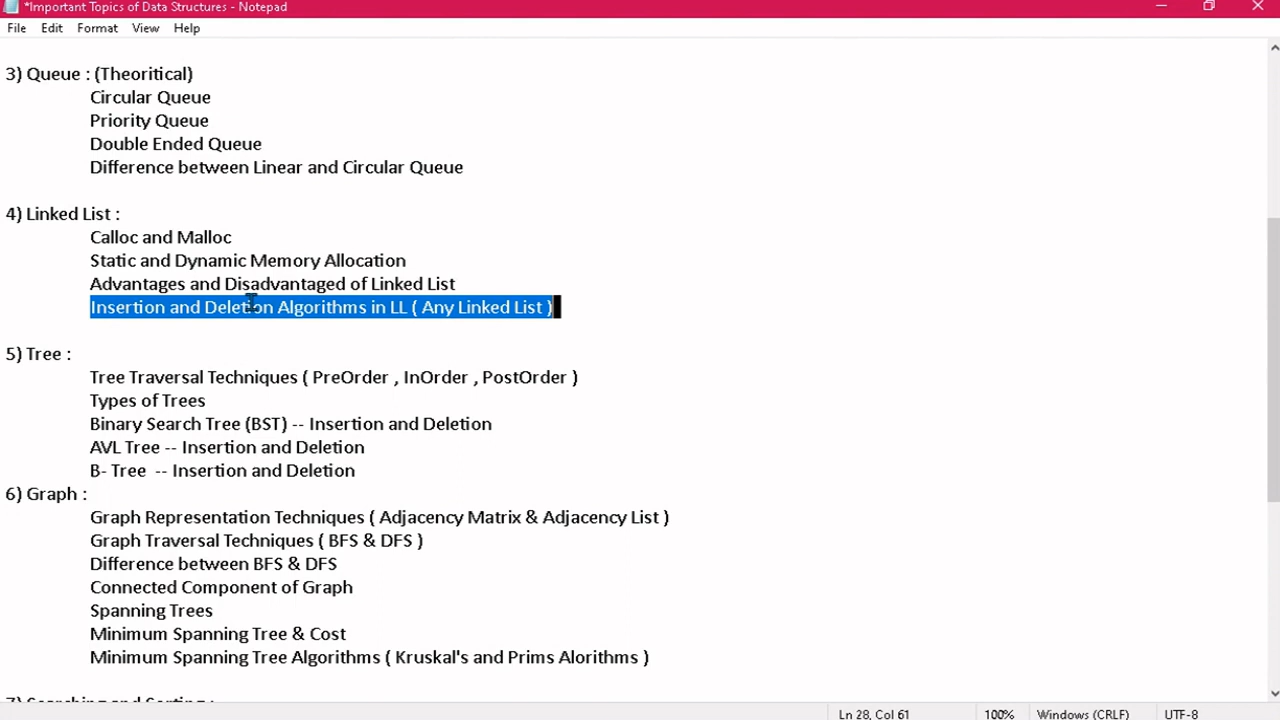 *Important Topics of Data Structures - Notepad
File Edit Format View Help
3) Queue : (Theoritical)
Circular Queue
Priority Queue
Double Ended Queue
Difference between Linear and Circular Queue
4) Linked List :
Calloc and Malloc
Static and Dynamic Memory Allocation
Advantages and Disadvantaged of Linked List
Insertion and Deletion Algorithms in LL ( Any Linked List )
5) Tree :
Tree Traversal Techniques ( PreOrder , InOrder , PostOrder )
Types of Trees
Binary Search Tree (BST) -- Insertion and Deletion
AVL Tree -- Insertion and Deletion
B- Tree -- Insertion and Deletion
6) Graph :
Graph Representation Techniques ( Adjacency Matrix & Adjacency List )
Graph Traversal Techniques ( BFS & DFS )
Difference between BFS & DFS
Connected Component of Graph
Spanning Trees
Minimum Spanning Tree & Cost
Minimum Spanning Tree Algorithms ( Kruskal's and Prims Alorithms )
7) Searching and Sorting :
Ln 28, Col 61 100% Windows (CRLF) UTF-8